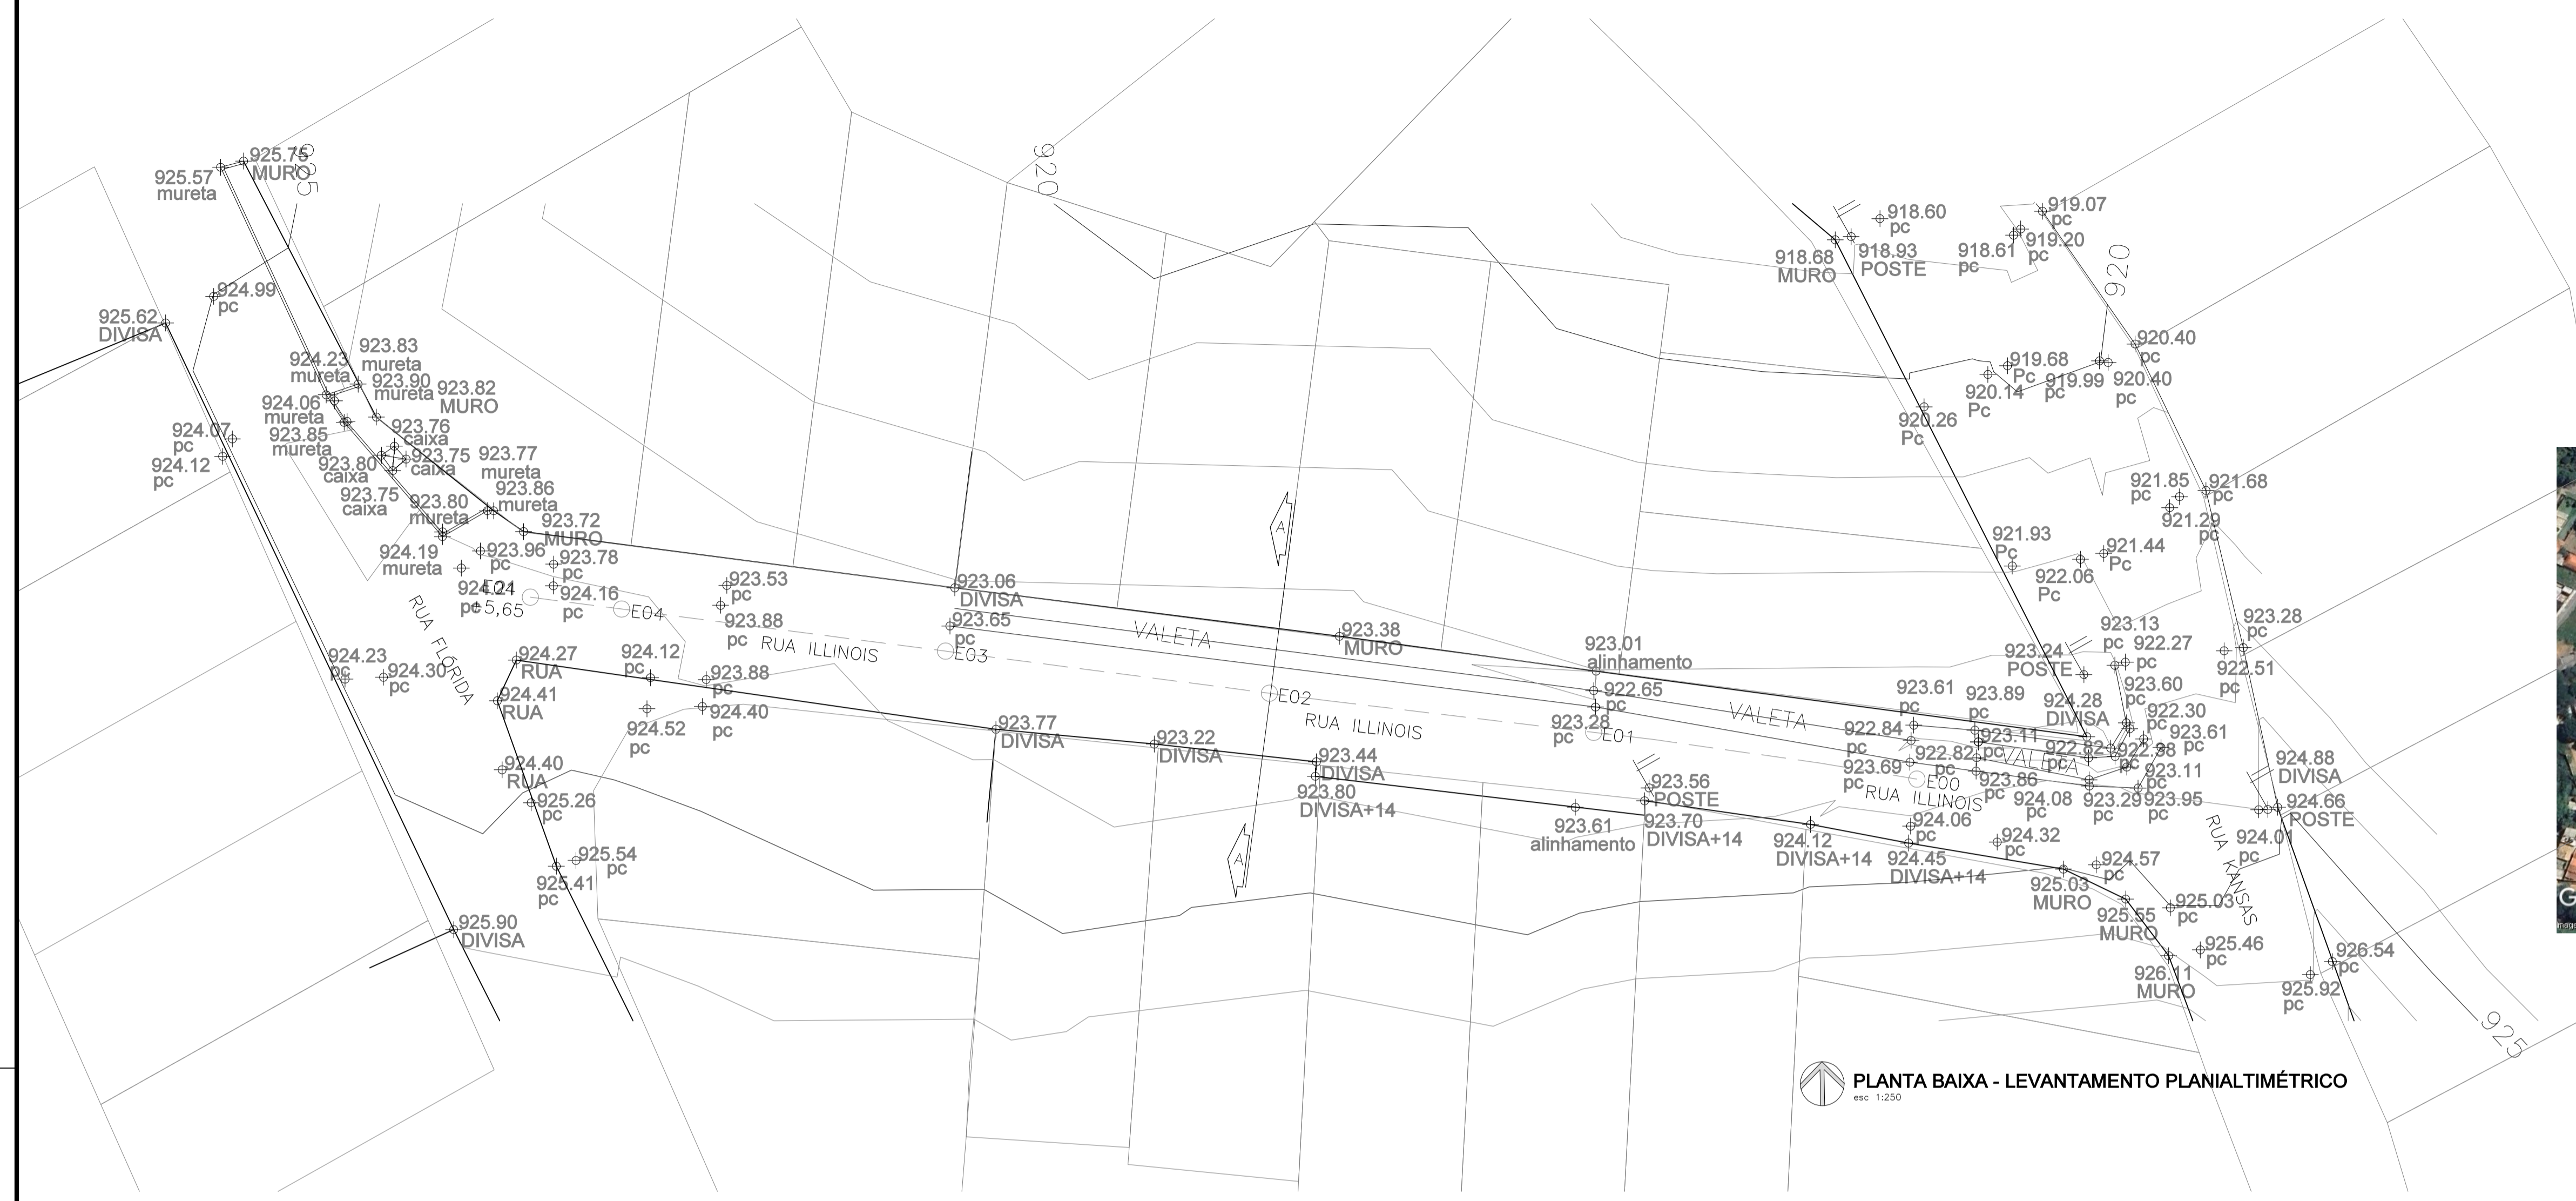 925.75
MURO
925
925.57
mureta
920
918.60
pc
918.68
MURO
918.93
POSTE
918.61
pc
919.07
pc
919.20
pc
920
924.99
pc
925.62
DIVISA
924.23
mureta
923.83
mureta
923.90
mureta
923.82
MURO
924.06
mureta
923.85
mureta
923.76
caixa
923.75
caixa
923.80
caixa
923.75
caixa
923.77
mureta
923.86
mureta
923.80
mureta
923.72
MURO
924.07
pc
924.12
pc
924.19
mureta
923.96
pc
923.78
pc
924.16
pc
+5,65
E04
923.53
pc
923.88
pc
923.06
DIVISA
923.65
pc
E03
VALETA
RUA ILLINOIS
923.38
MURO
A
E02
RUA ILLINOIS
923.01
alinhamento
922.65
pc
923.28
pc
E01
VALETA
919.68
Pc
920.14
Pc
919.99
pc
920.40
pc
920.40
pc
920.26
Pc
921.85
pc
921.68
pc
921.29
pc
921.93
Pc
921.44
Pc
922.06
Pc
923.13
pc
922.27
pc
923.28
pc
922.51
pc
923.24
POSTE
923.60
pc
922.30
pc
923.61
pc
924.28
DIVISA
923.61
pc
923.89
pc
922.84
pc
923.11
pc
922.82
pc
922.82
pc
VALETA
923.69
pc
923.86
pc
E00
RUA ILLINOIS
924.08
pc
923.29
pc
923.11
pc
923.95
pc
924.88
DIVISA
924.66
POSTE
924.01
pc
RUA FLÓRIDA
924.23
pc
924.30
pc
924.27
RUA
924.41
RUA
924.12
pc
923.88
pc
924.52
pc
924.40
pc
924.40
RUA
925.26
pc
925.54
pc
925.41
pc
925.90
DIVISA
923.77
DIVISA
923.22
DIVISA
923.44
DIVISA
923.80
DIVISA+14
A
923.56
POSTE
923.70
DIVISA+14
923.61
alinhamento
924.12
DIVISA+14
924.06
pc
924.45
DIVISA+14
924.32
pc
924.57
pc
925.03
MURO
925.55
MURO
925.03
pc
925.46
pc
926.11
MURO
RUA KANSAS
926.54
pc
925.92
pc
925
PLANTA BAIXA - LEVANTAMENTO PLANIALTIMÉTRICO
esc 1:250